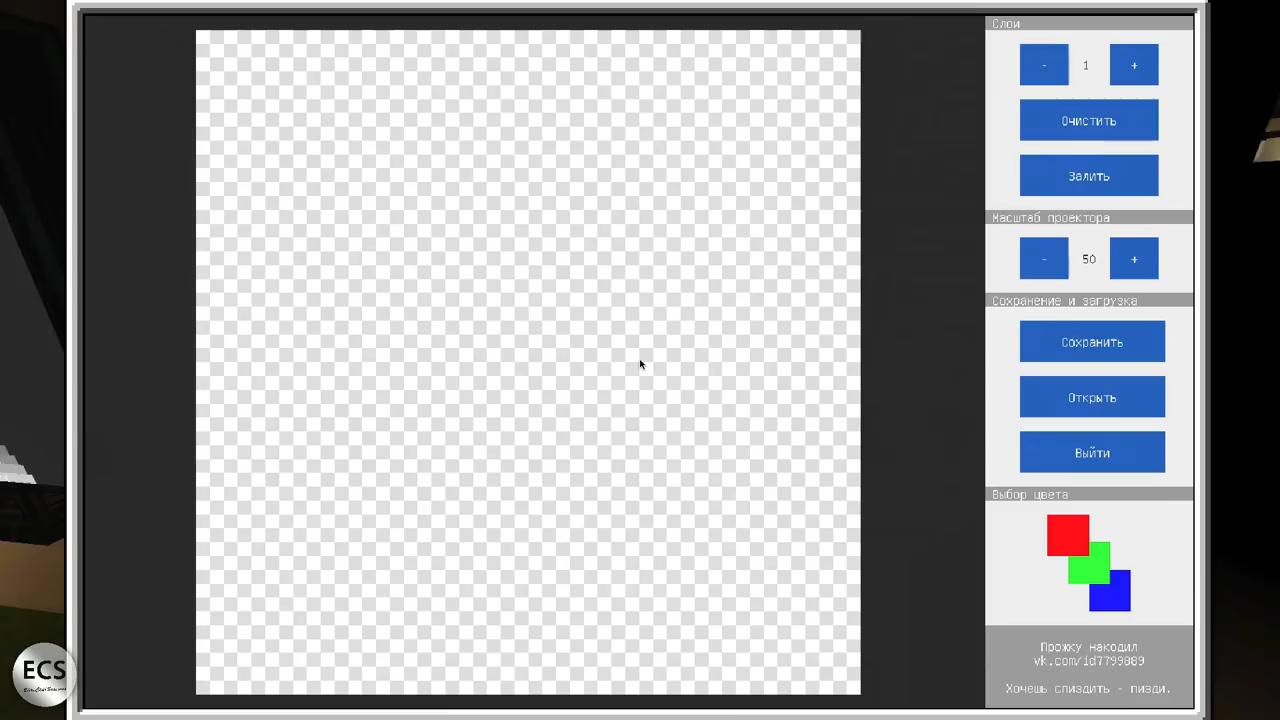 Слои
- 1 +
Очистить
Залить
Масштаб проектора
- 50 +
Сохранение и загрузка
Сохранить
Открыть
Выйти
Выбор цвета
Прожку накодил
vk.com/id7799889
Хочешь спиздить - пизди.
ECS